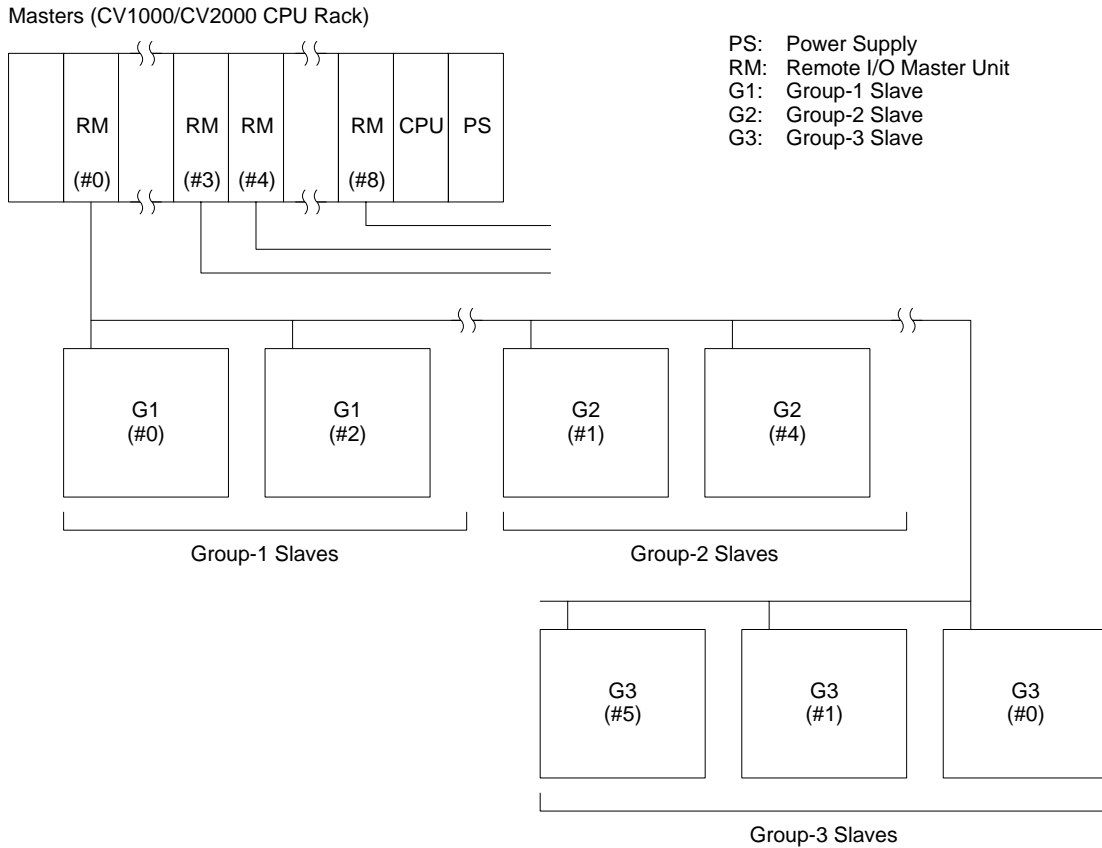 Masters (CV1000/CV2000 CPU Rack)
PS: Power Supply
RM: Remote I/O Master Unit
G1: Group-1 Slave
G2: Group-2 Slave
G3: Group-3 Slave
RM RM RM RM CPU PS
(#0) (#3) (#4) (#8)
G1 G1 G2 G2
(#0) (#2) (#1) (#4)
Group-1 Slaves Group-2 Slaves
G3 G3 G3
(#5) (#1) (#0)
Group-3 Slaves